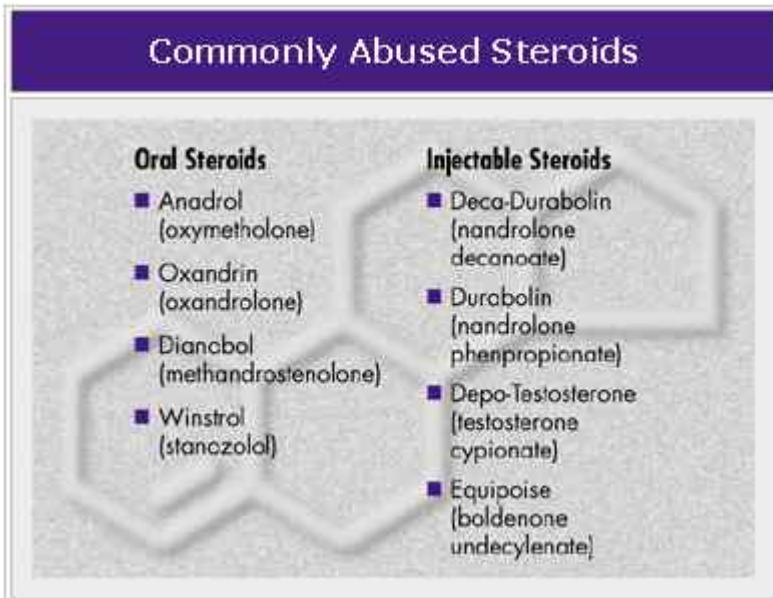 Commonly Abused Steroids
Oral Steroids
Anadrol
(oxymetholone)
Oxandrin
(oxandrolone)
Dianabol
(methandrostenolone)
Winstrol
(stanozolol)
Injectable Steroids
Deca-Durabolin
(nandrolone
decanoate)
Durabolin
(nandrolone
phenpropionate)
Depo-Testosterone
(testosterone
cypionate)
Equipoise
(boldenone
undecylenate)